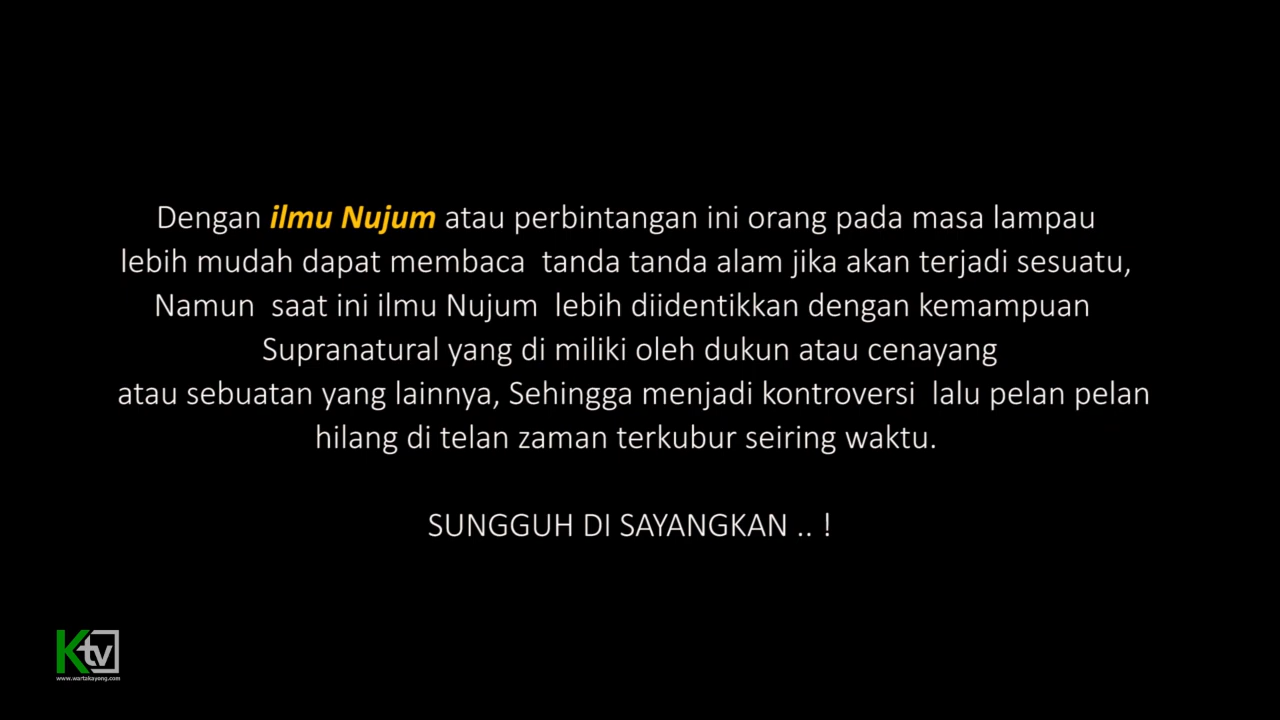 Dengan ilmu Nujum atau perbintangan ini orang pada masa lampau
lebih mudah dapat membaca tanda tanda alam jika akan terjadi sesuatu,
Namun saat ini ilmu Nujum lebih diidentikkan dengan kemampuan
Supranatural yang di miliki oleh dukun atau cenayang
atau sebuatan yang lainnya, Sehingga menjadi kontroversi lalu pelan pelan
hilang di telan zaman terkubur seiring waktu.
SUNGGUH DI SAYANGKAN .. !
Ktv
www.wartakayong.com